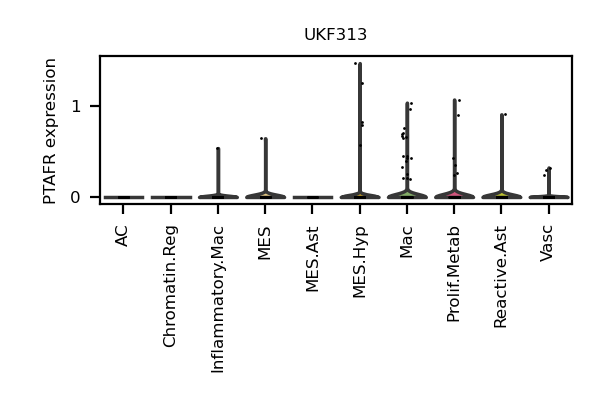 UKF313
PTAFR expression
1
0
AC
Chromatin.Reg
Inflammatory.Mac
MES
MES.Ast
MES.Hyp
Mac
Prolif.Metab
Reactive.Ast
Vasc